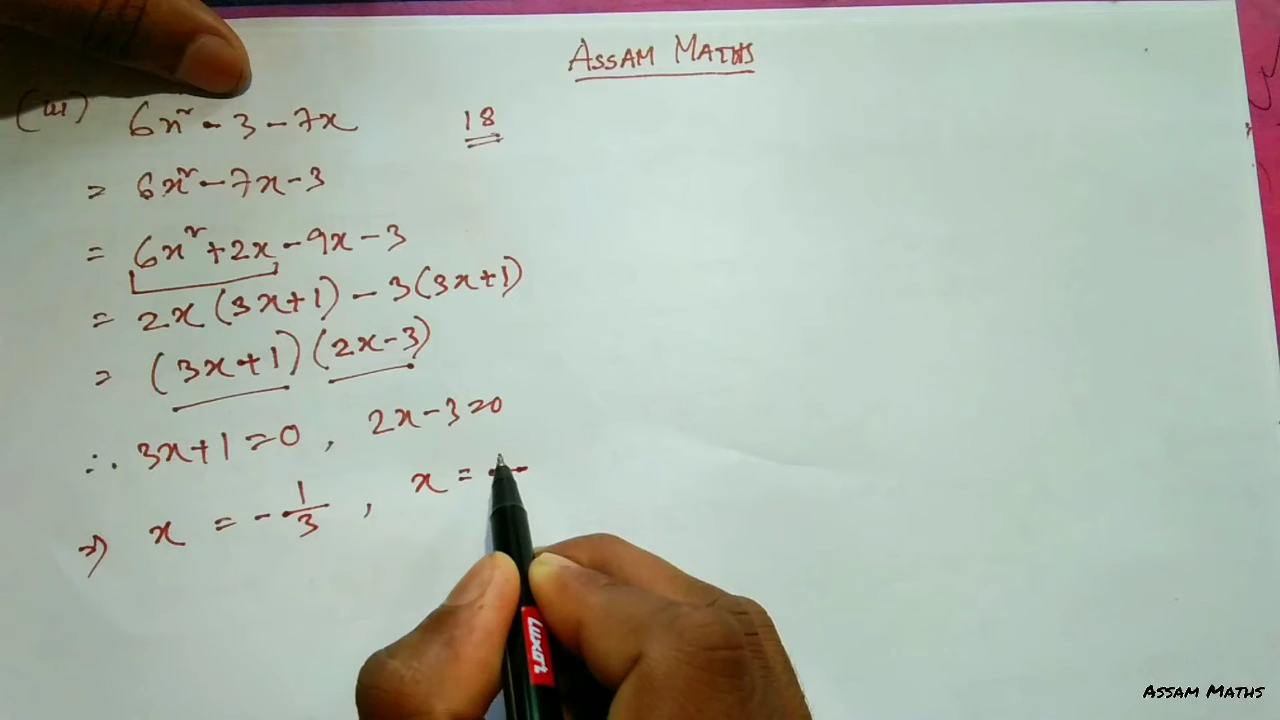 ASSAM MATHS
(iii) 6x² - 3 - 7x
18
= 6x² - 7x - 3
= 6x² + 2x - 9x - 3
= 2x (3x+1) - 3(3x+1)
= (3x+1) (2x-3)
∴ 3x+1=0, 2x-3=0
⇒ x = -1/3, x =
LUXOR
ASSAM MATHS